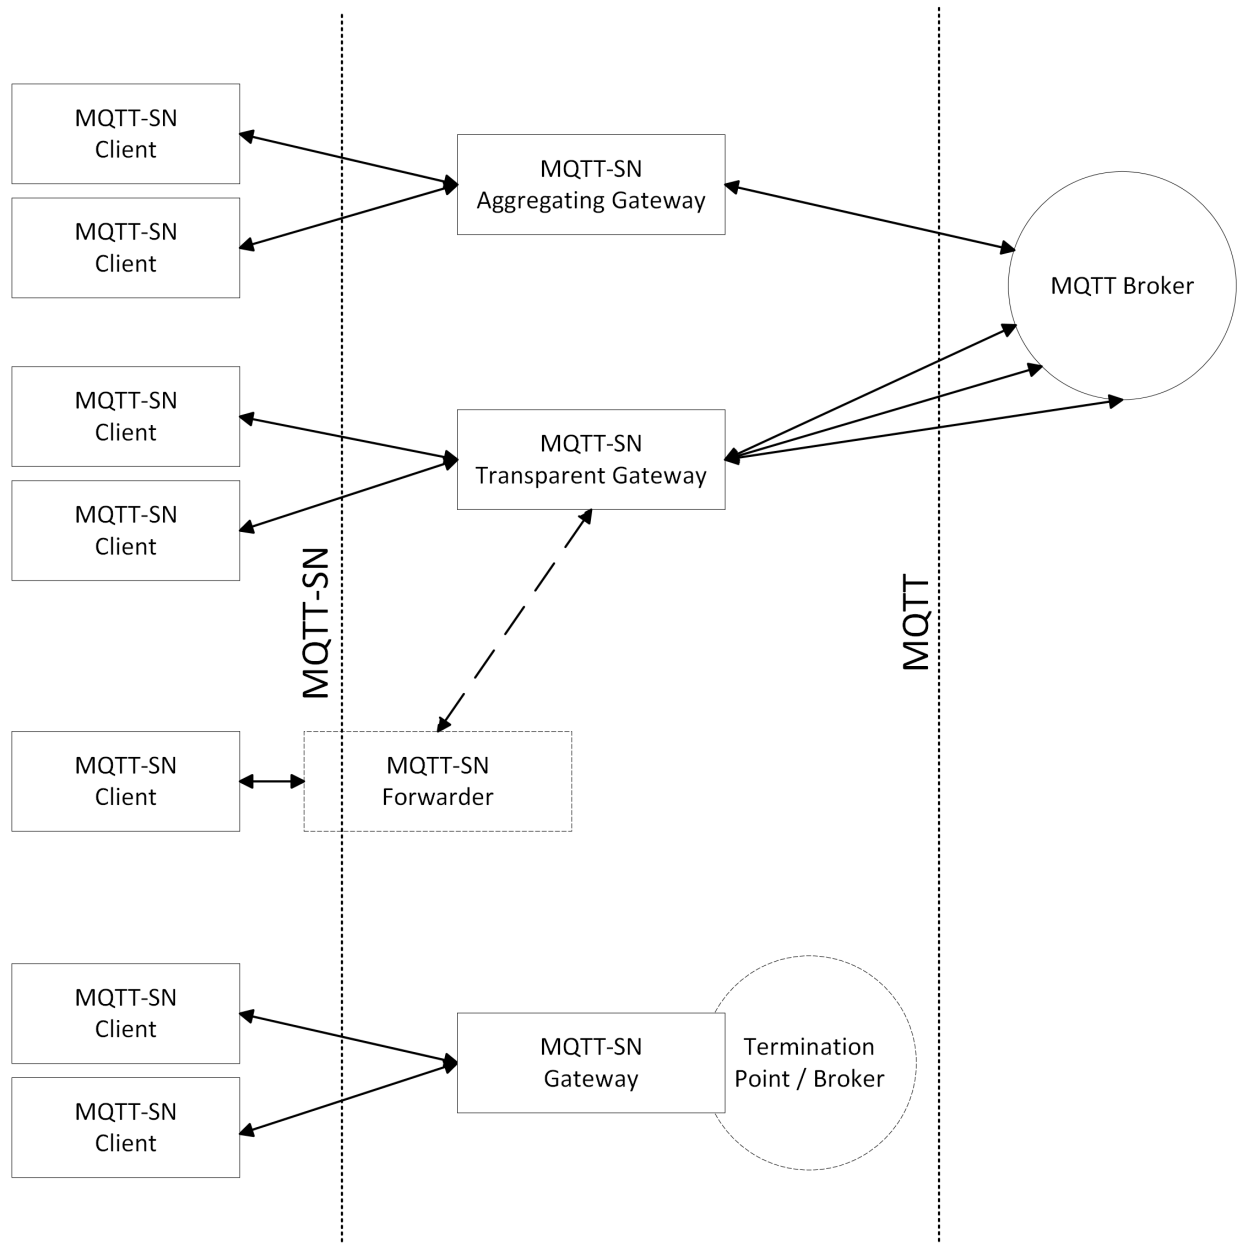 MQTT-SN
Client
MQTT-SN
Client
MQTT-SN
Aggregating Gateway
MQTT Broker
MQTT-SN
Client
MQTT-SN
Client
MQTT-SN
Transparent Gateway
MQTT-SN
MQTT
MQTT-SN
Client
MQTT-SN
Forwarder
MQTT-SN
Client
MQTT-SN
Client
MQTT-SN
Gateway
Termination
Point / Broker